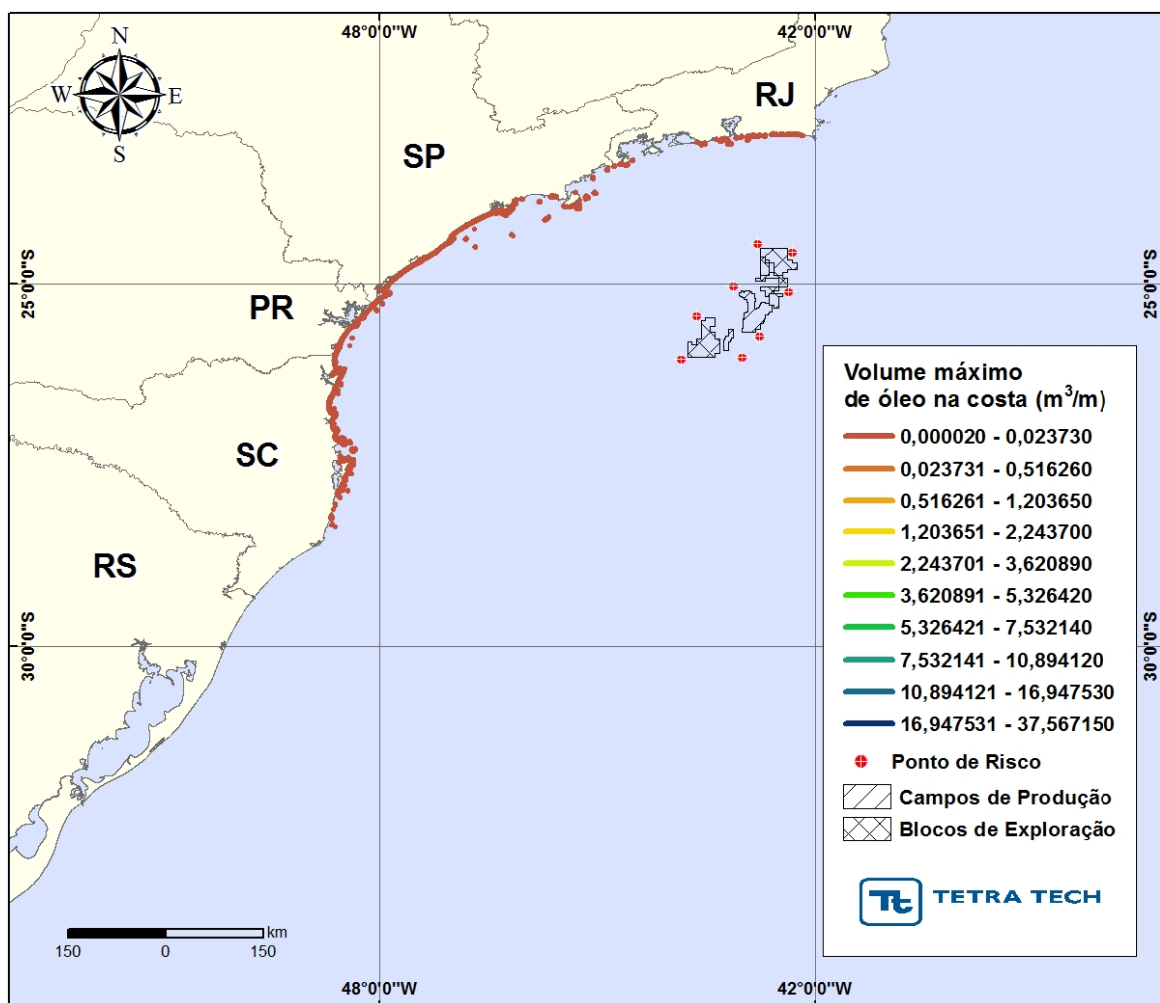 48°0'0"W
42°0'0"W
N
W
E
S
RJ
SP
25°0'0"S
25°0'0"S
PR
SC
RS
30°0'0"S
30°0'0"S
Volume máximo
de óleo na costa (m³/m)
0,000020 - 0,023730
0,023731 - 0,516260
0,516261 - 1,203650
1,203651 - 2,243700
2,243701 - 3,620890
3,620891 - 5,326420
5,326421 - 7,532140
7,532141 - 10,894120
10,894121 - 16,947530
16,947531 - 37,567150
Ponto de Risco
Campos de Produção
Blocos de Exploração
Tt TETRA TECH
km
150 0 150
48°0'0"W
42°0'0"W